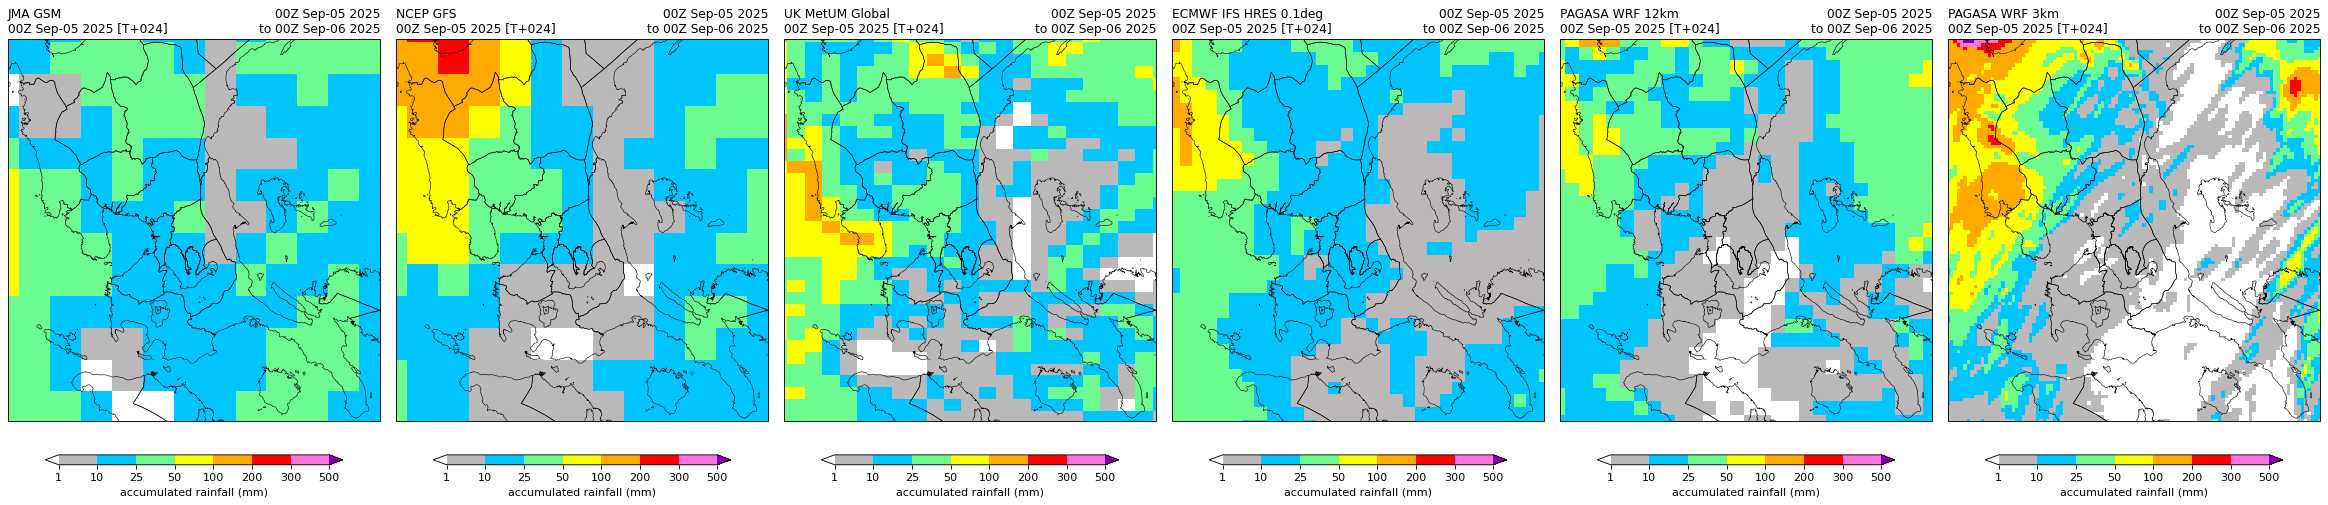 JMA GSM 00Z Sep-05 2025
00Z Sep-05 2025 [T+024] to 00Z Sep-06 2025
1 10 25 50 100 200 300 500
accumulated rainfall (mm)
NCEP GFS 00Z Sep-05 2025
00Z Sep-05 2025 [T+024] to 00Z Sep-06 2025
1 10 25 50 100 200 300 500
accumulated rainfall (mm)
UK MetUM Global 00Z Sep-05 2025
00Z Sep-05 2025 [T+024] to 00Z Sep-06 2025
1 10 25 50 100 200 300 500
accumulated rainfall (mm)
ECMWF IFS HRES 0.1deg 00Z Sep-05 2025
00Z Sep-05 2025 [T+024] to 00Z Sep-06 2025
1 10 25 50 100 200 300 500
accumulated rainfall (mm)
PAGASA WRF 12km 00Z Sep-05 2025
00Z Sep-05 2025 [T+024] to 00Z Sep-06 2025
1 10 25 50 100 200 300 500
accumulated rainfall (mm)
PAGASA WRF 3km 00Z Sep-05 2025
00Z Sep-05 2025 [T+024] to 00Z Sep-06 2025
1 10 25 50 100 200 300 500
accumulated rainfall (mm)